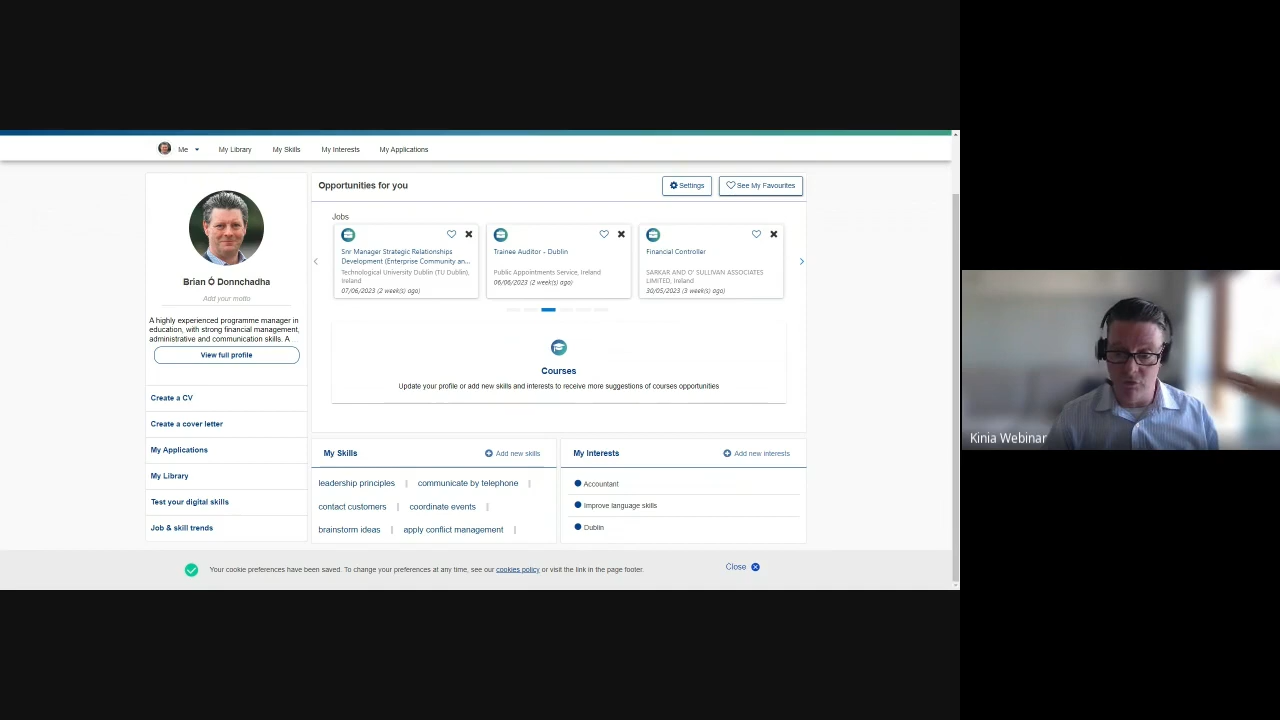 Me
My Library
My Skills
My Interests
My Applications
Brian Ó Donnchadha
Add your motto
A highly experienced programme manager in
education, with strong financial management,
administrative and communication skills. A
View full profile
Create a CV
Create a cover letter
My Applications
My Library
Test your digital skills
Job & skill trends
Opportunities for you
Settings
See My Favourites
Jobs
Snr Manager Strategic Relationships
Development (Enterprise Community an...
Technological University Dublin (TU Dublin),
Ireland
07/06/2023 (2 week(s) ago)
Trainee Auditor - Dublin
Public Appointments Service, Ireland
06/06/2023 (2 week(s) ago)
Financial Controller
SARKAR AND O' SULLIVAN ASSOCIATES
LIMITED, Ireland
30/05/2023 (3 week(s) ago)
Courses
Update your profile or add new skills and interests to receive more suggestions of courses opportunities
My Skills
Add new skills
leadership principles | communicate by telephone |
contact customers | coordinate events |
brainstorm ideas | apply conflict management |
My Interests
Add new interests
Accountant
Improve language skills
Dublin
Your cookie preferences have been saved. To change your preferences at any time, see our cookies policy or visit the link in the page footer.
Close
Kinia Webinar